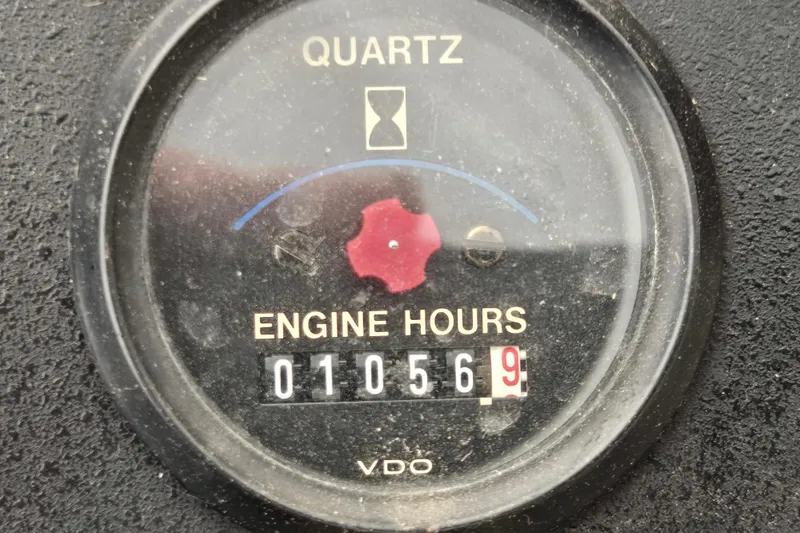 QUARTZ
ENGINE HOURS
010569
VDO